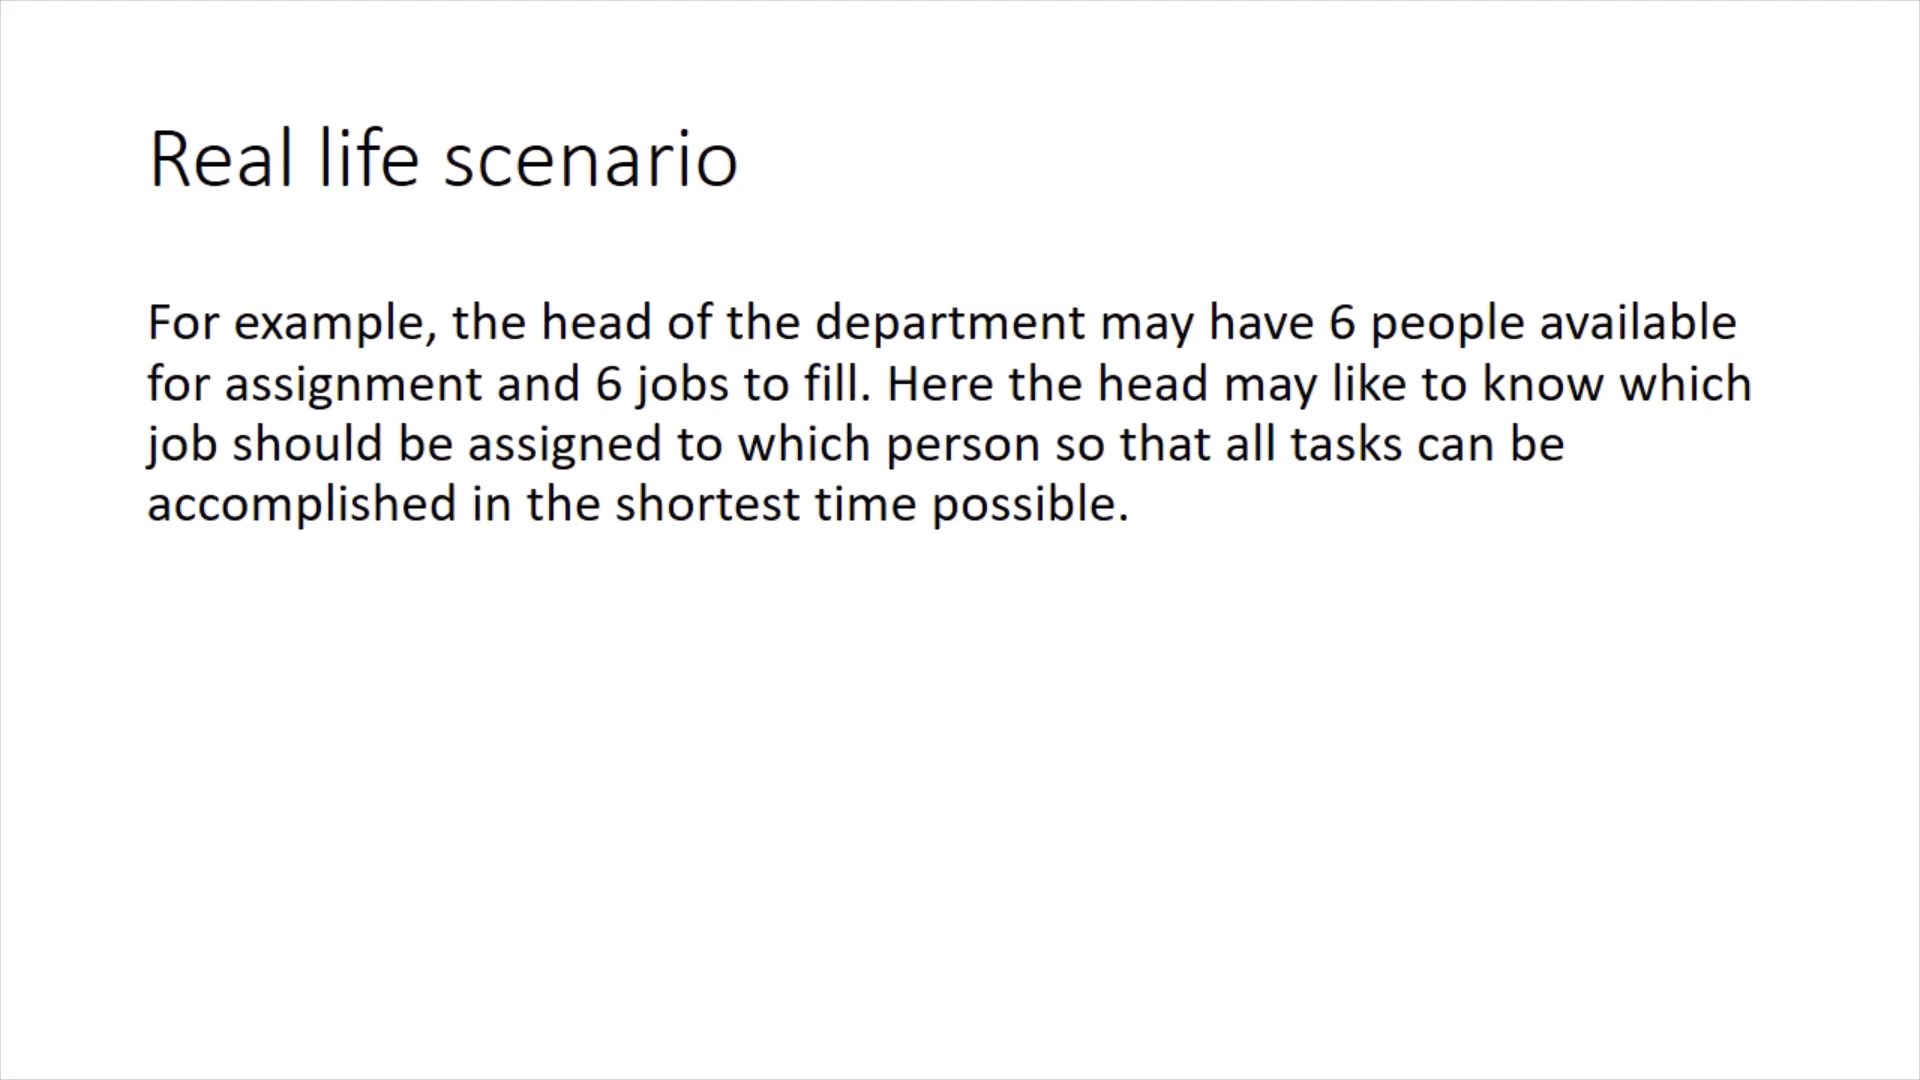 Real life scenario
For example, the head of the department may have 6 people available
for assignment and 6 jobs to fill. Here the head may like to know which
job should be assigned to which person so that all tasks can be
accomplished in the shortest time possible.